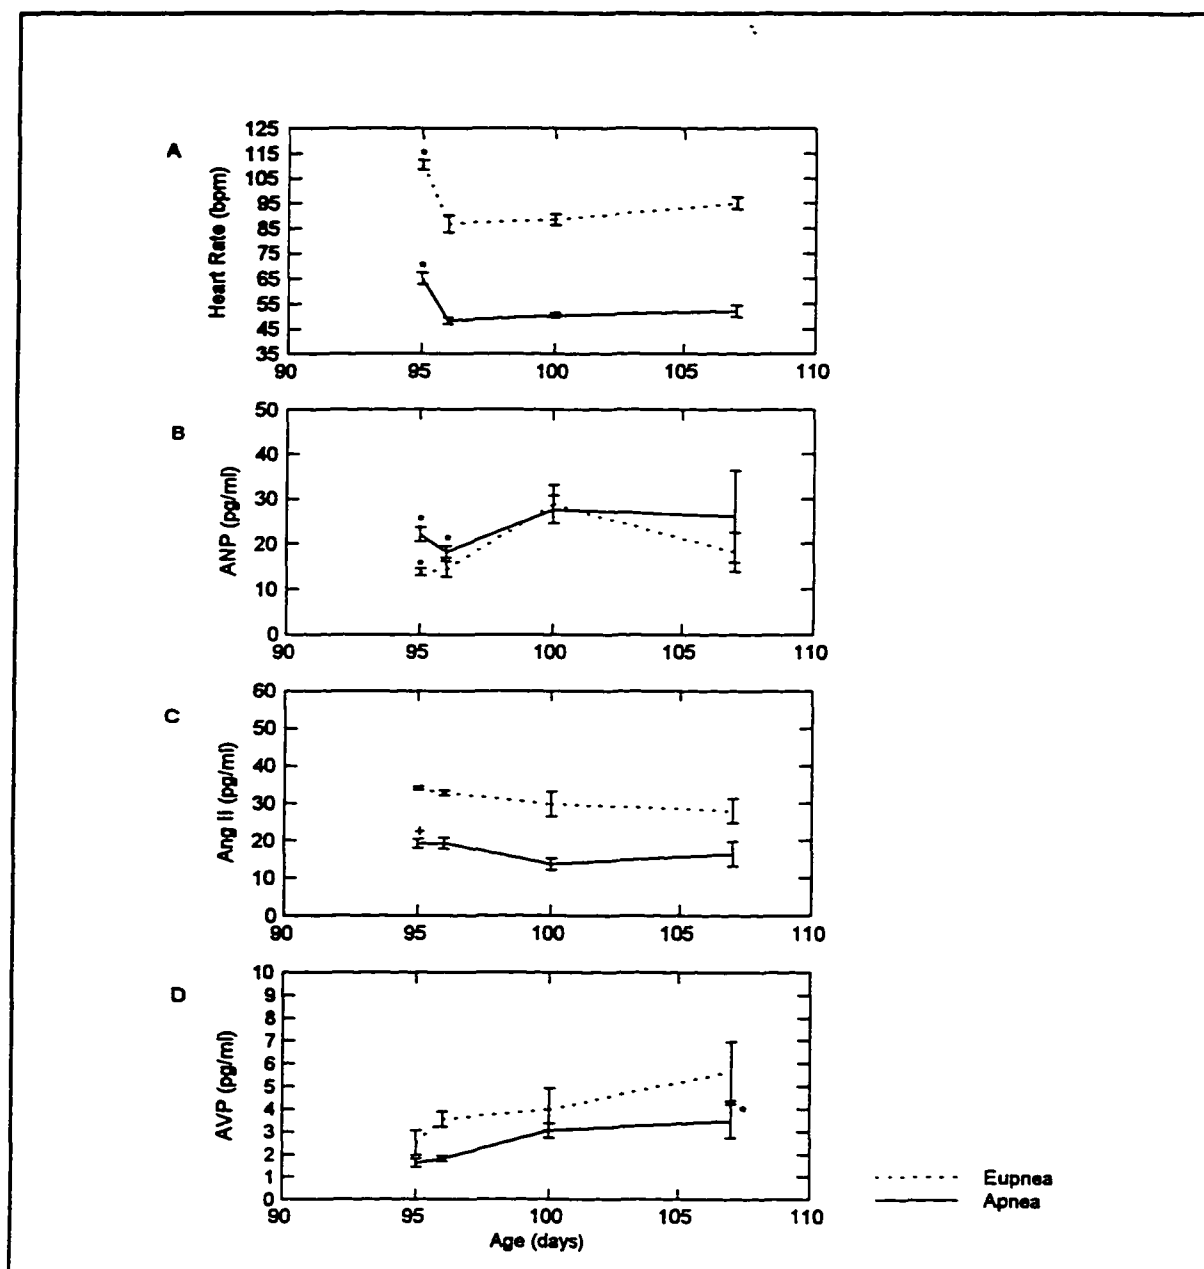 A
Heart Rate (bpm)
125
115
105
95
85
75
65
55
45
35
90 95 100 105 110
B
ANP (pg/ml)
50
40
30
20
10
0
90 95 100 105 110
C
Ang II (pg/ml)
60
50
40
30
20
10
0
90 95 100 105 110
D
AVP (pg/ml)
10
9
8
7
6
5
4
3
2
1
0
90 95 100 105 110
Age (days)
Eupnea
Apnea